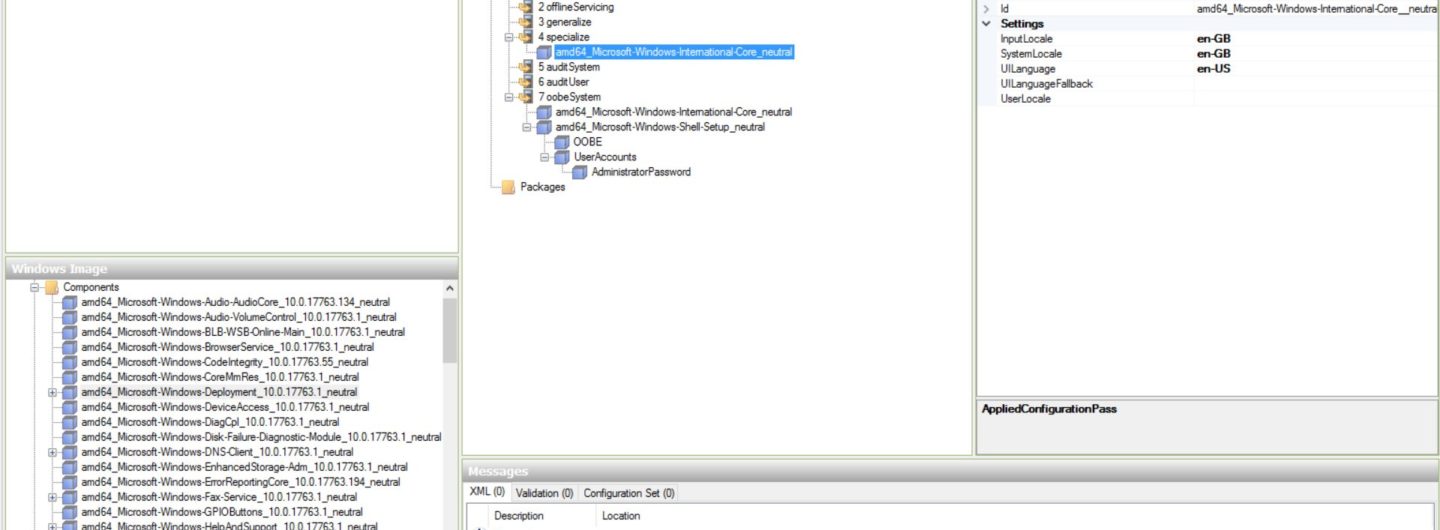 2 offlineServicing
3 generalize
4 specialize
amd64_Microsoft-Windows-International-Core_neutral
5 auditSystem
6 auditUser
7 oobeSystem
amd64_Microsoft-Windows-International-Core_neutral
amd64_Microsoft-Windows-Shell-Setup_neutral
OOBE
UserAccounts
AdministratorPassword
Packages
Id amd64_Microsoft-Windows-International-Core__neutra
Settings
InputLocale en-GB
SystemLocale en-GB
UILanguage en-US
UILanguageFallback
UserLocale
AppliedConfigurationPass
Windows Image
Components
amd64_Microsoft-Windows-Audio-AudioCore_10.0.17763.134_neutral
amd64_Microsoft-Windows-Audio-VolumeControl_10.0.17763.1_neutral
amd64_Microsoft-Windows-BLB-WSB-Online-Main_10.0.17763.1_neutral
amd64_Microsoft-Windows-BrowserService_10.0.17763.1_neutral
amd64_Microsoft-Windows-CodeIntegrity_10.0.17763.55_neutral
amd64_Microsoft-Windows-CoreMmRes_10.0.17763.1_neutral
amd64_Microsoft-Windows-Deployment_10.0.17763.1_neutral
amd64_Microsoft-Windows-DeviceAccess_10.0.17763.1_neutral
amd64_Microsoft-Windows-DiagCpl_10.0.17763.1_neutral
amd64_Microsoft-Windows-Disk-Failure-Diagnostic-Module_10.0.17763.1_neutral
amd64_Microsoft-Windows-DNS-Client_10.0.17763.1_neutral
amd64_Microsoft-Windows-EnhancedStorage-Adm_10.0.17763.1_neutral
amd64_Microsoft-Windows-ErrorReportingCore_10.0.17763.194_neutral
amd64_Microsoft-Windows-Fax-Service_10.0.17763.1_neutral
amd64_Microsoft-Windows-GPIOButtons_10.0.17763.1_neutral
amd64_Microsoft-Windows-HelpAndSupport_10.0.17763.1_neutral
Messages
XML (0) Validation (0) Configuration Set (0)
Description Location